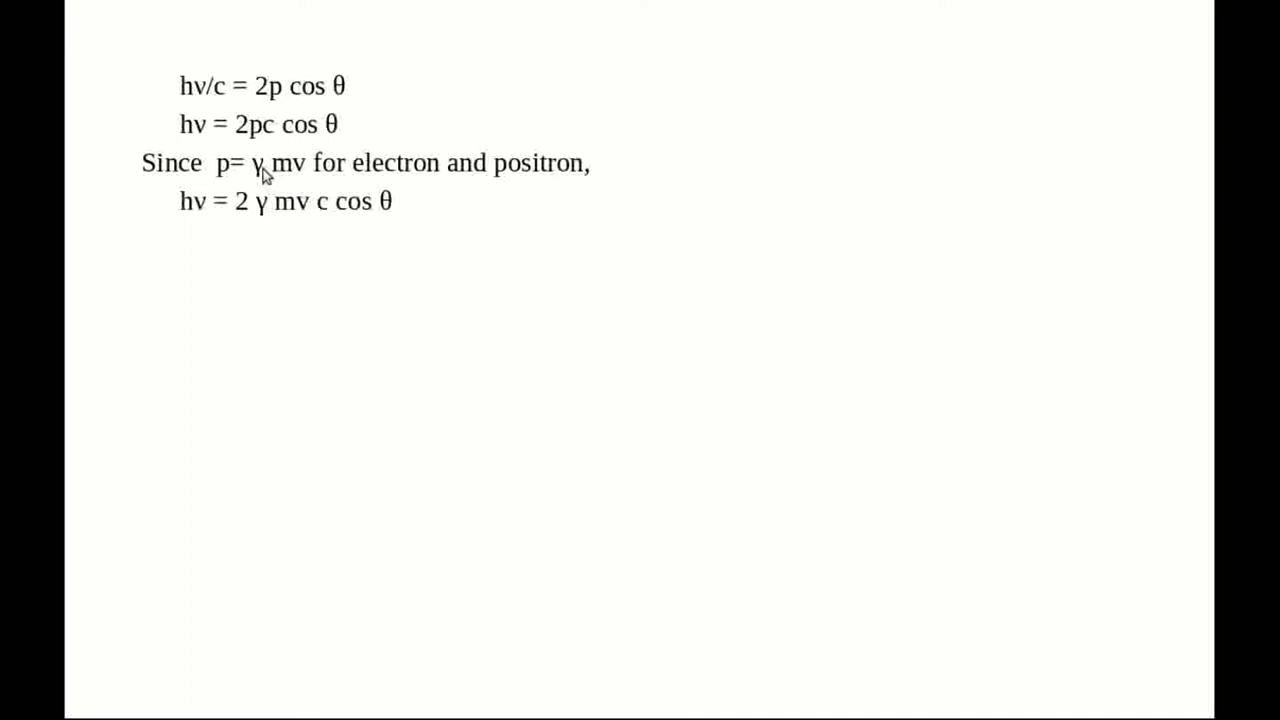 hν/c = 2p cos θ
hν = 2pc cos θ
Since p= γ mv for electron and positron,
hν = 2 γ mv c cos θ